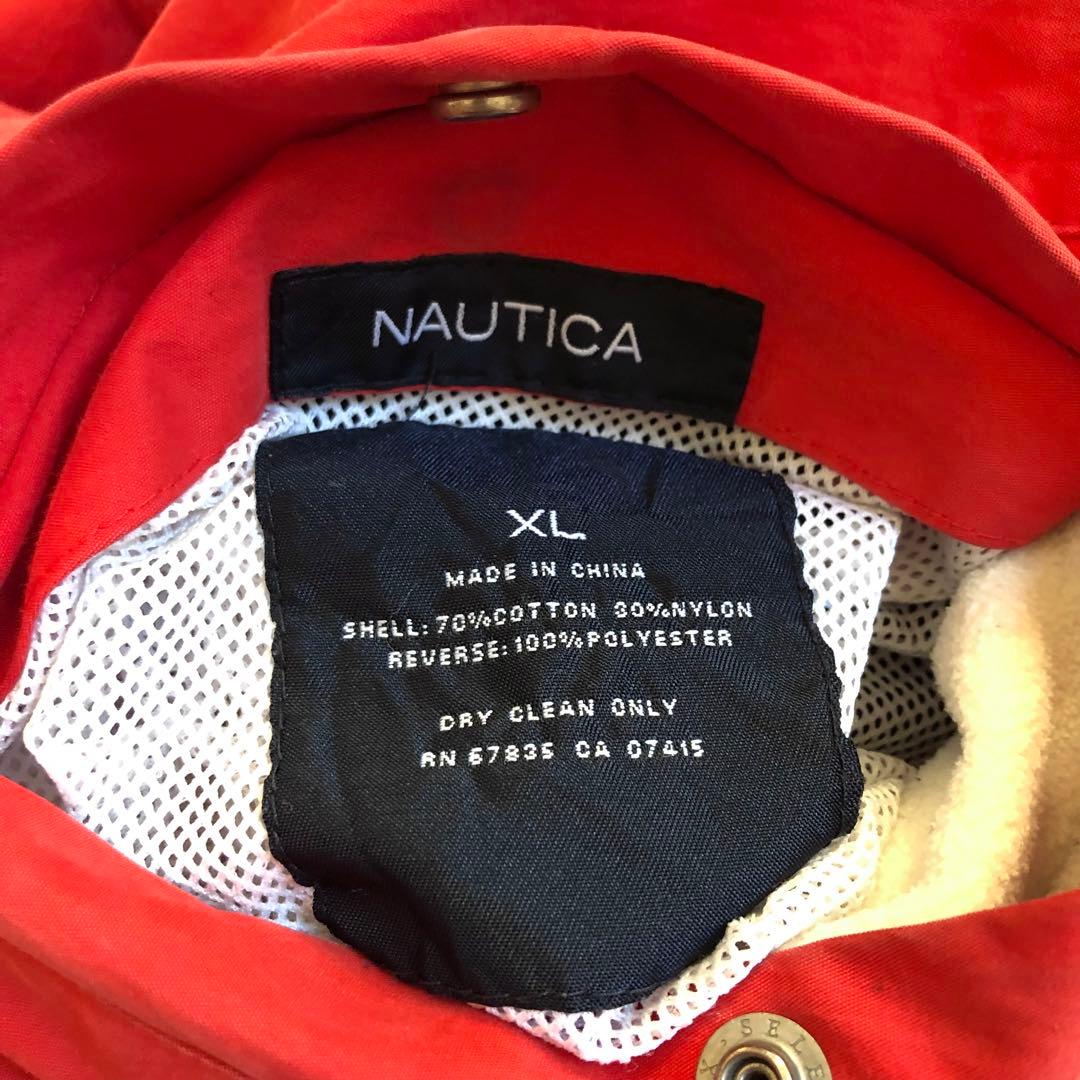 NAUTICA
XL
MADE IN CHINA
SHELL: 70%COTTON 30%NYLON
REVERSE: 100%POLYESTER
DRY CLEAN ONLY
RN 67835 CA 07415